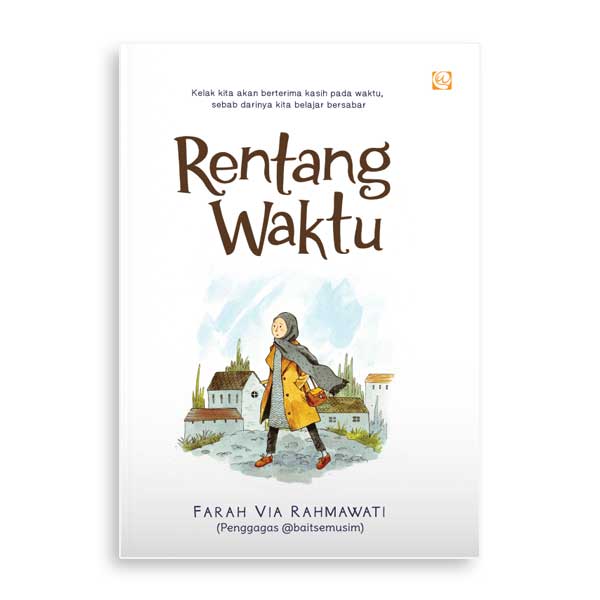 Kelak kita akan berterima kasih pada waktu,
sebab darinya kita belajar bersabar
Rentang
Waktu
FARAH VIA RAHMAWATI
(Penggagas @baitsemusim)